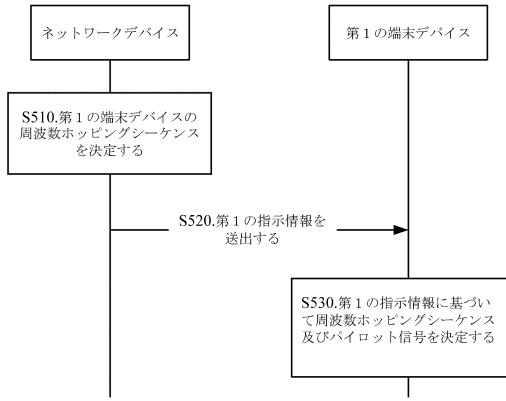 ネットワークデバイス
第１の端末デバイス
S510.第１の端末デバイスの
周波数ホッピングシーケンス
を決定する
S520.第１の指示情報を
送出する
S530.第１の指示情報に基づい
て周波数ホッピングシーケンス
及びパイロット信号を決定する